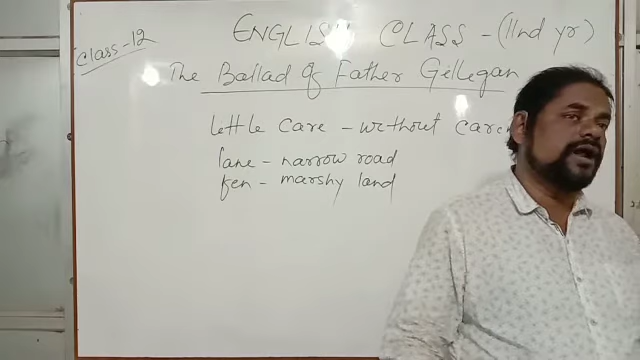 Class-12
ENGLISH CLASS - (IInd yr)
The Ballad of Father Gillegan
little care - without care
lane - narrow road
fen - marshy land